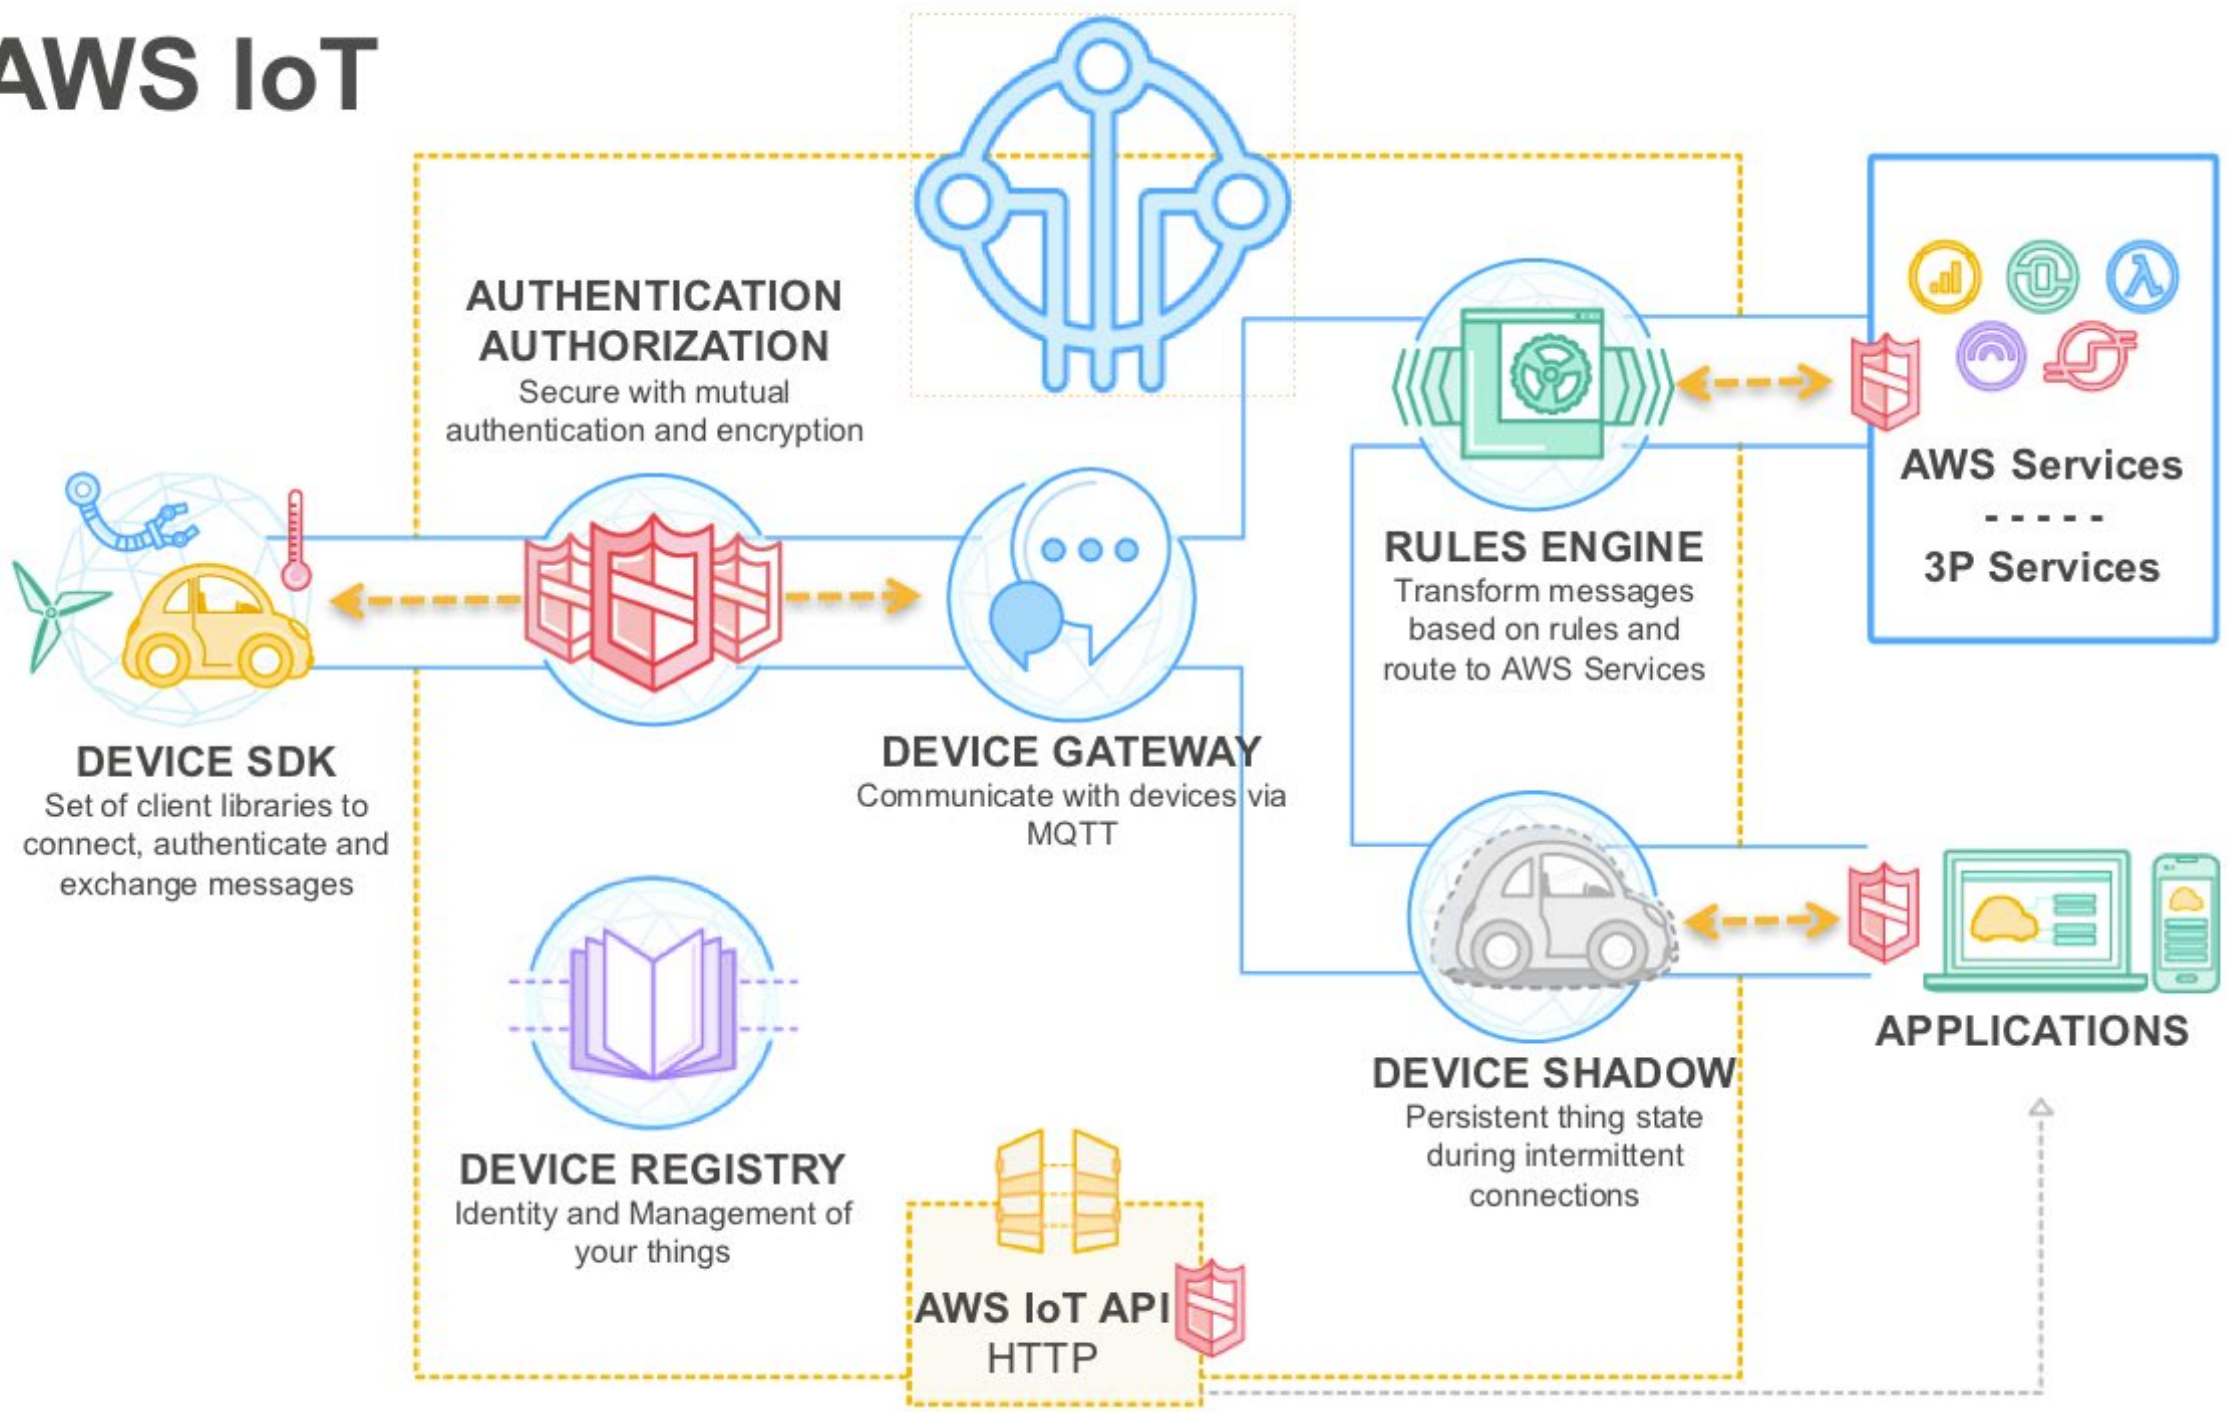 AWS IoT
AUTHENTICATION
AUTHORIZATION
Secure with mutual
authentication and encryption
AWS Services
- - - - -
3P Services
RULES ENGINE
Transform messages
based on rules and
route to AWS Services
DEVICE SDK
Set of client libraries to
connect, authenticate and
exchange messages
DEVICE GATEWAY
Communicate with devices via
MQTT
DEVICE REGISTRY
Identity and Management of
your things
DEVICE SHADOW
Persistent thing state
during intermittent
connections
APPLICATIONS
AWS IoT API
HTTP